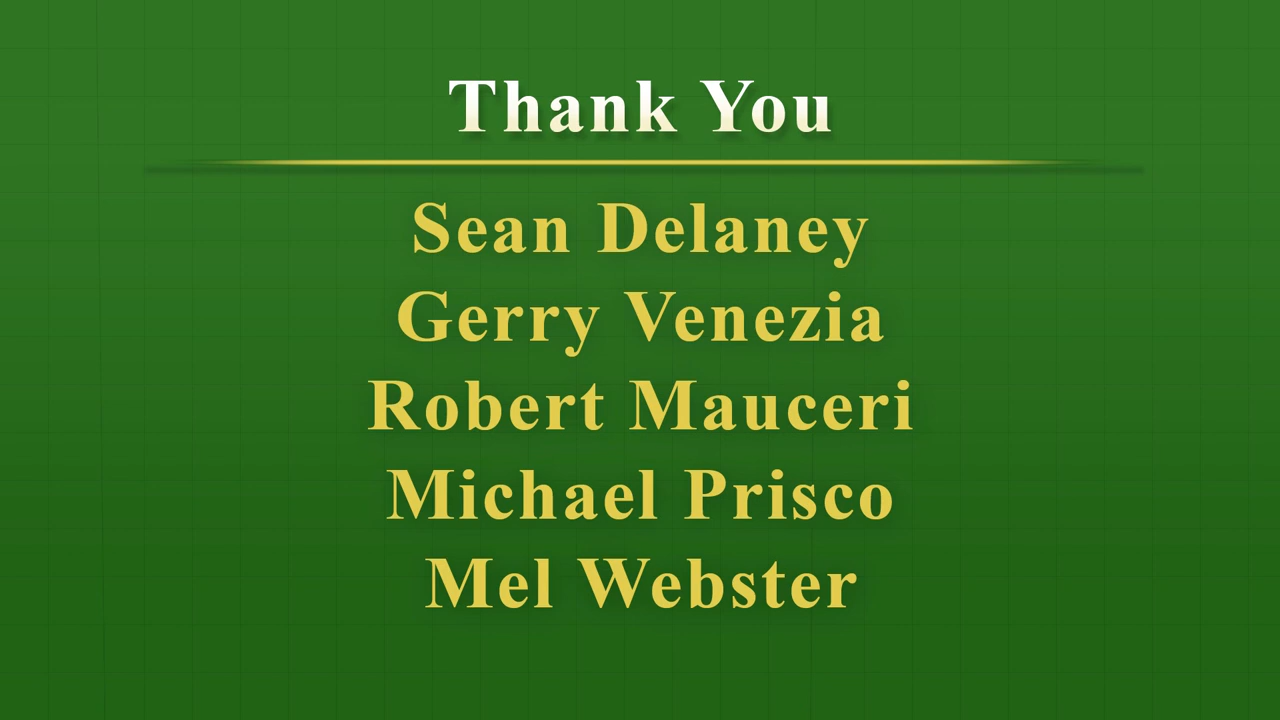 Thank You
Sean Delaney
Gerry Venezia
Robert Mauceri
Michael Prisco
Mel Webster